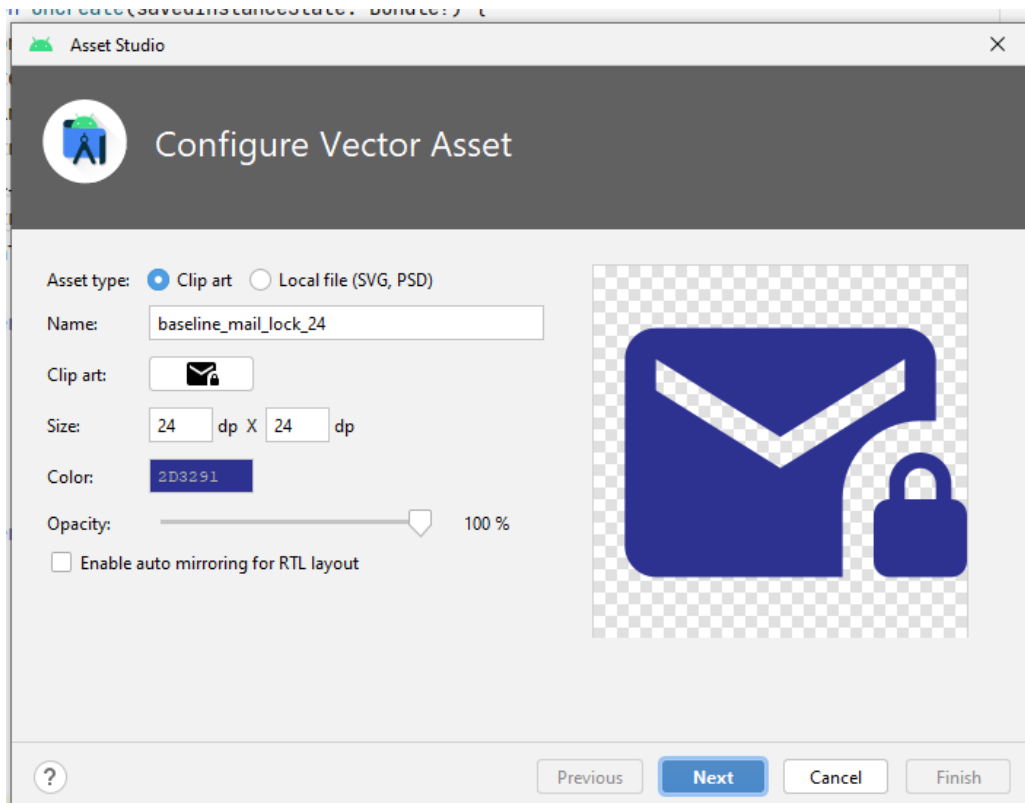 onCreate(savedInstanceState: Bundle?) {
Asset Studio
Configure Vector Asset
Asset type: Clip art Local file (SVG, PSD)
Name: baseline_mail_lock_24
Clip art:
Size: 24 dp X 24 dp
Color: 2D3291
Opacity: 100 %
Enable auto mirroring for RTL layout
? Previous Next Cancel Finish